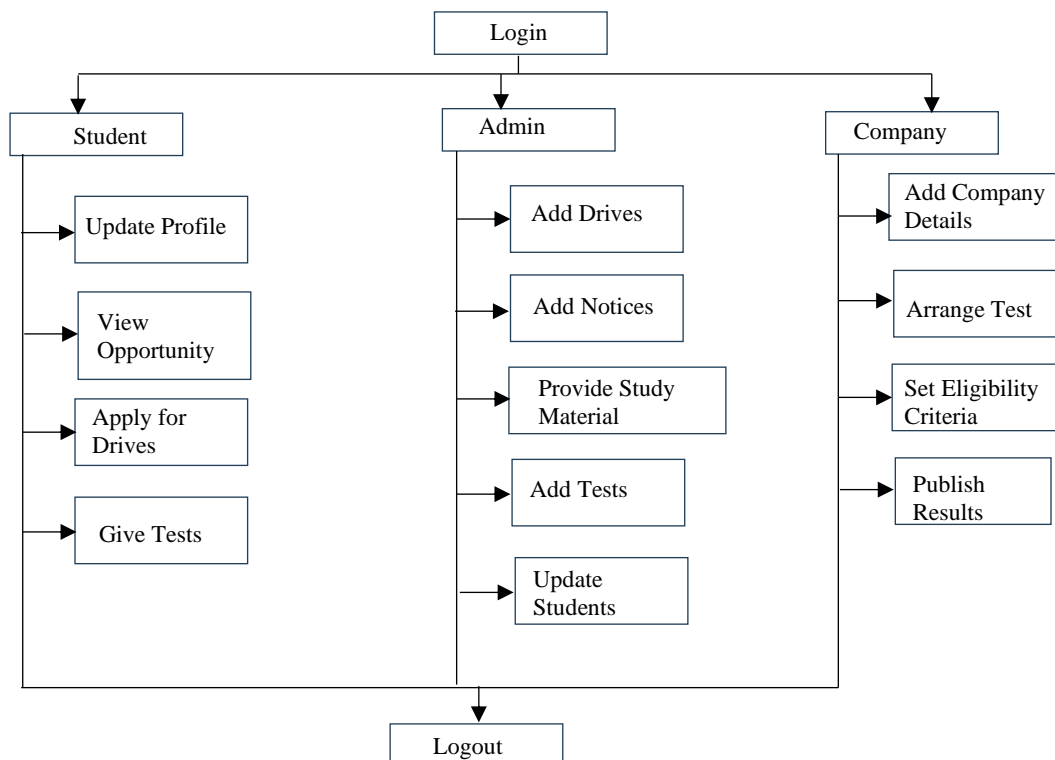 Login
Student
Admin
Company
Update Profile
View
Opportunity
Apply for
Drives
Give Tests
Add Drives
Add Notices
Provide Study
Material
Add Tests
Update
Students
Add Company
Details
Arrange Test
Set Eligibility
Criteria
Publish
Results
Logout